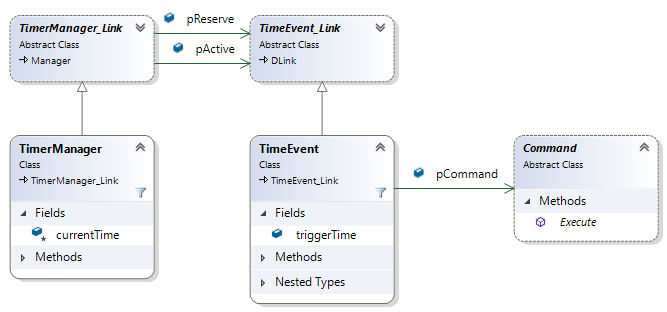 pReserve
pActive
TimerManager_Link
Abstract Class
Manager
TimeEvent_Link
Abstract Class
DLink
TimerManager
Class
TimerManager_Link
Fields
currentTime
Methods
TimeEvent
Class
TimeEvent_Link
Fields
triggerTime
Methods
Nested Types
pCommand
Command
Abstract Class
Methods
Execute